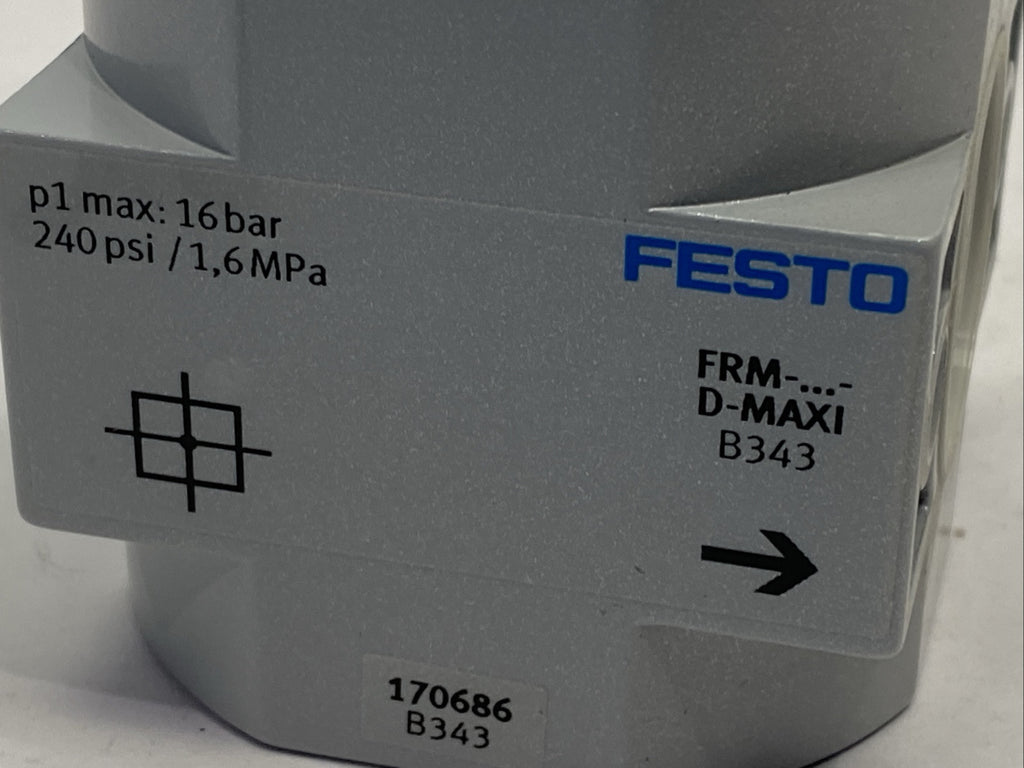 p1 max: 16 bar
240 psi / 1,6 MPa
FESTO
FRM-...-
D-MAXI
B343
170686
B343